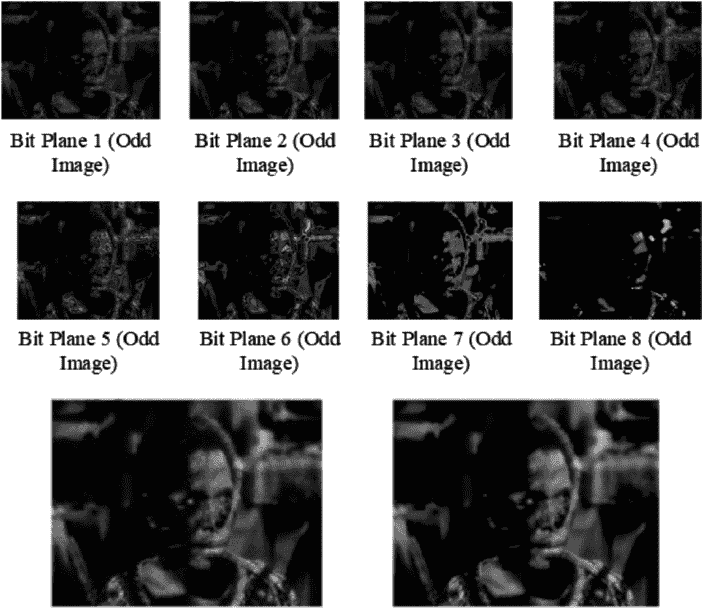 Bit Plane 1 (Odd Image)
Bit Plane 2 (Odd Image)
Bit Plane 3 (Odd Image)
Bit Plane 4 (Odd Image)
Bit Plane 5 (Odd Image)
Bit Plane 6 (Odd Image)
Bit Plane 7 (Odd Image)
Bit Plane 8 (Odd Image)